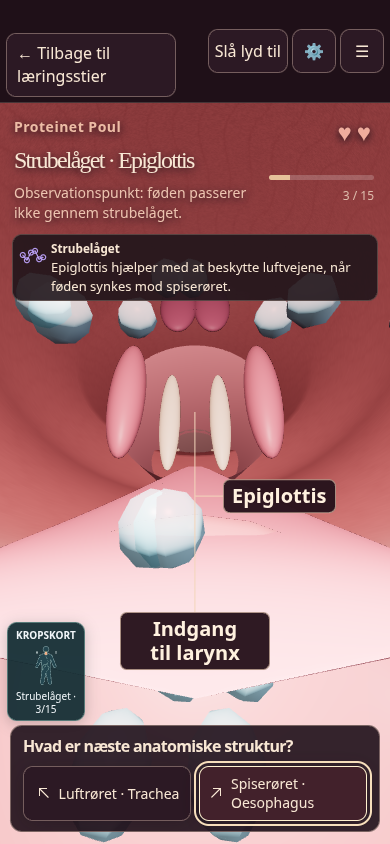 ← Tilbage til
læringsstier
Slå lyd til
Proteinet Poul
Strubelåget · Epiglottis
Observationspunkt: føden passerer
ikke gennem strubelåget.
3 / 15
Strubelåget
Epiglottis hjælper med at beskytte luftvejene, når
føden synkes mod spiserøret.
Epiglottis
Indgang
til larynx
KROPSKORT
Strubelåget ·
3/15
Hvad er næste anatomiske struktur?
↖ Luftrøret · Trachea
↗ Spiserøret ·
Oesophagus